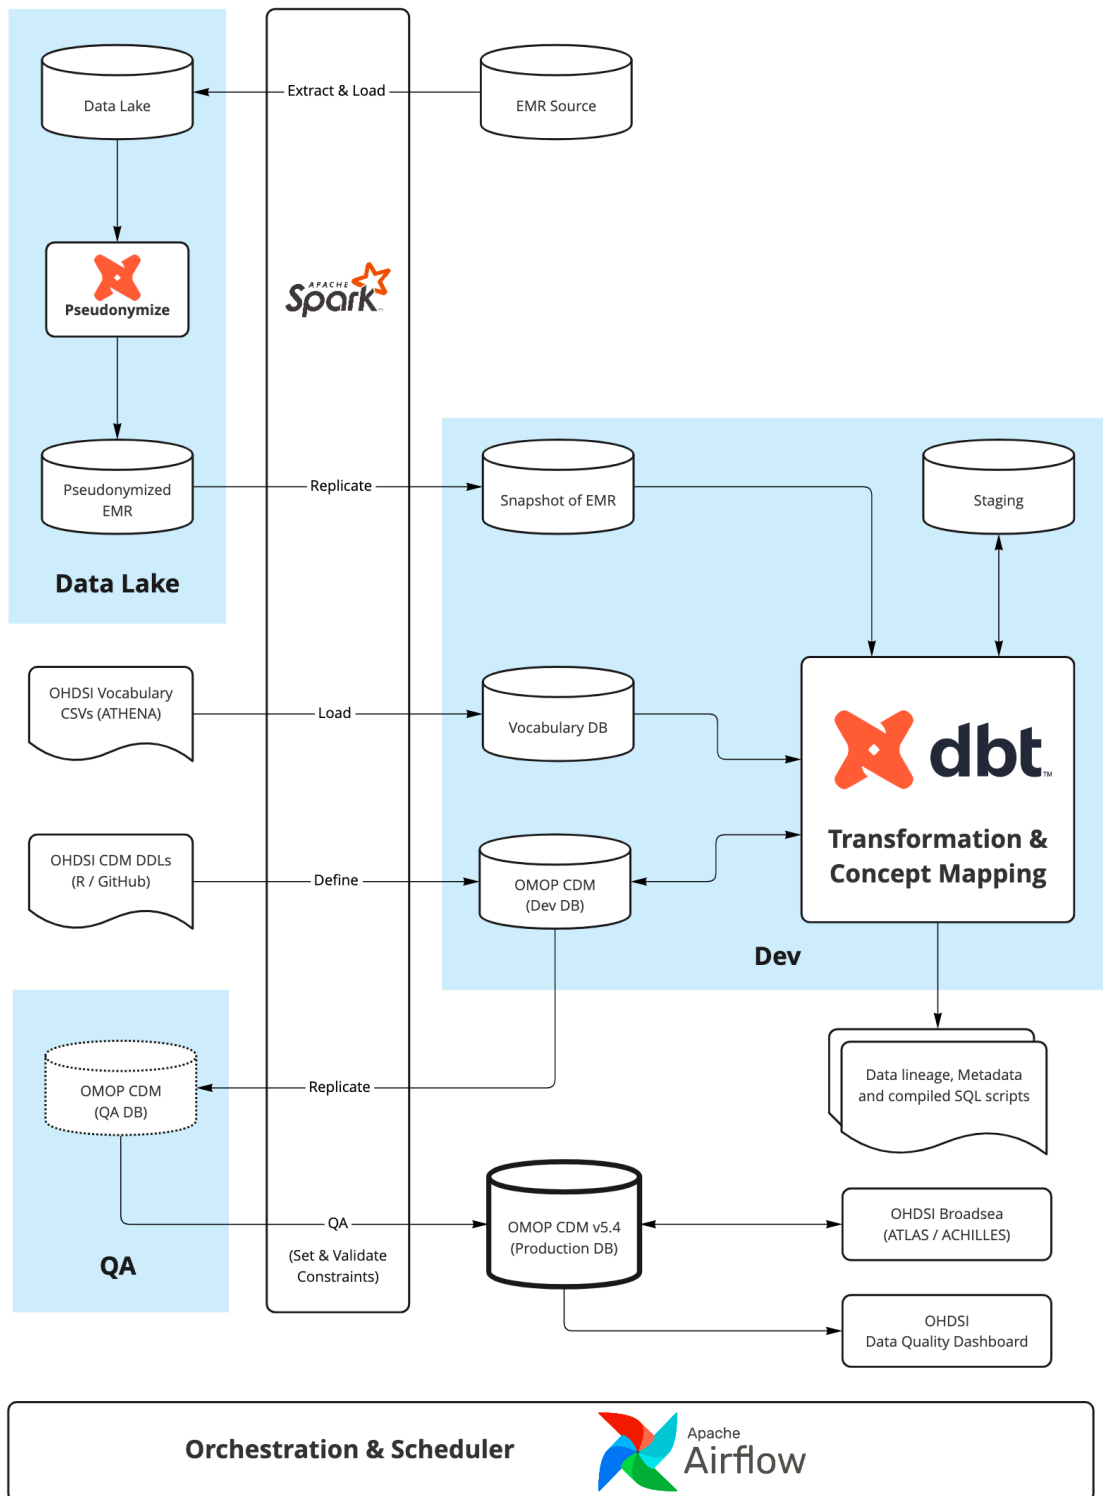 Data Lake
Extract & Load
EMR Source
Pseudonymize
APACHE
Spark
TM
Pseudonymized
EMR
Replicate
Snapshot of EMR
Staging
Data Lake
OHDSI Vocabulary
CSVs (ATHENA)
Load
Vocabulary DB
dbt
TM
Transformation &
Concept Mapping
OHDSI CDM DDLs
(R / GitHub)
Define
OMOP CDM
(Dev DB)
Dev
OMOP CDM
(QA DB)
Replicate
Data lineage, Metadata
and compiled SQL scripts
QA
QA
(Set & Validate
Constraints)
OMOP CDM v5.4
(Production DB)
OHDSI Broadsea
(ATLAS / ACHILLES)
OHDSI
Data Quality Dashboard
Orchestration & Scheduler
Apache
Airflow